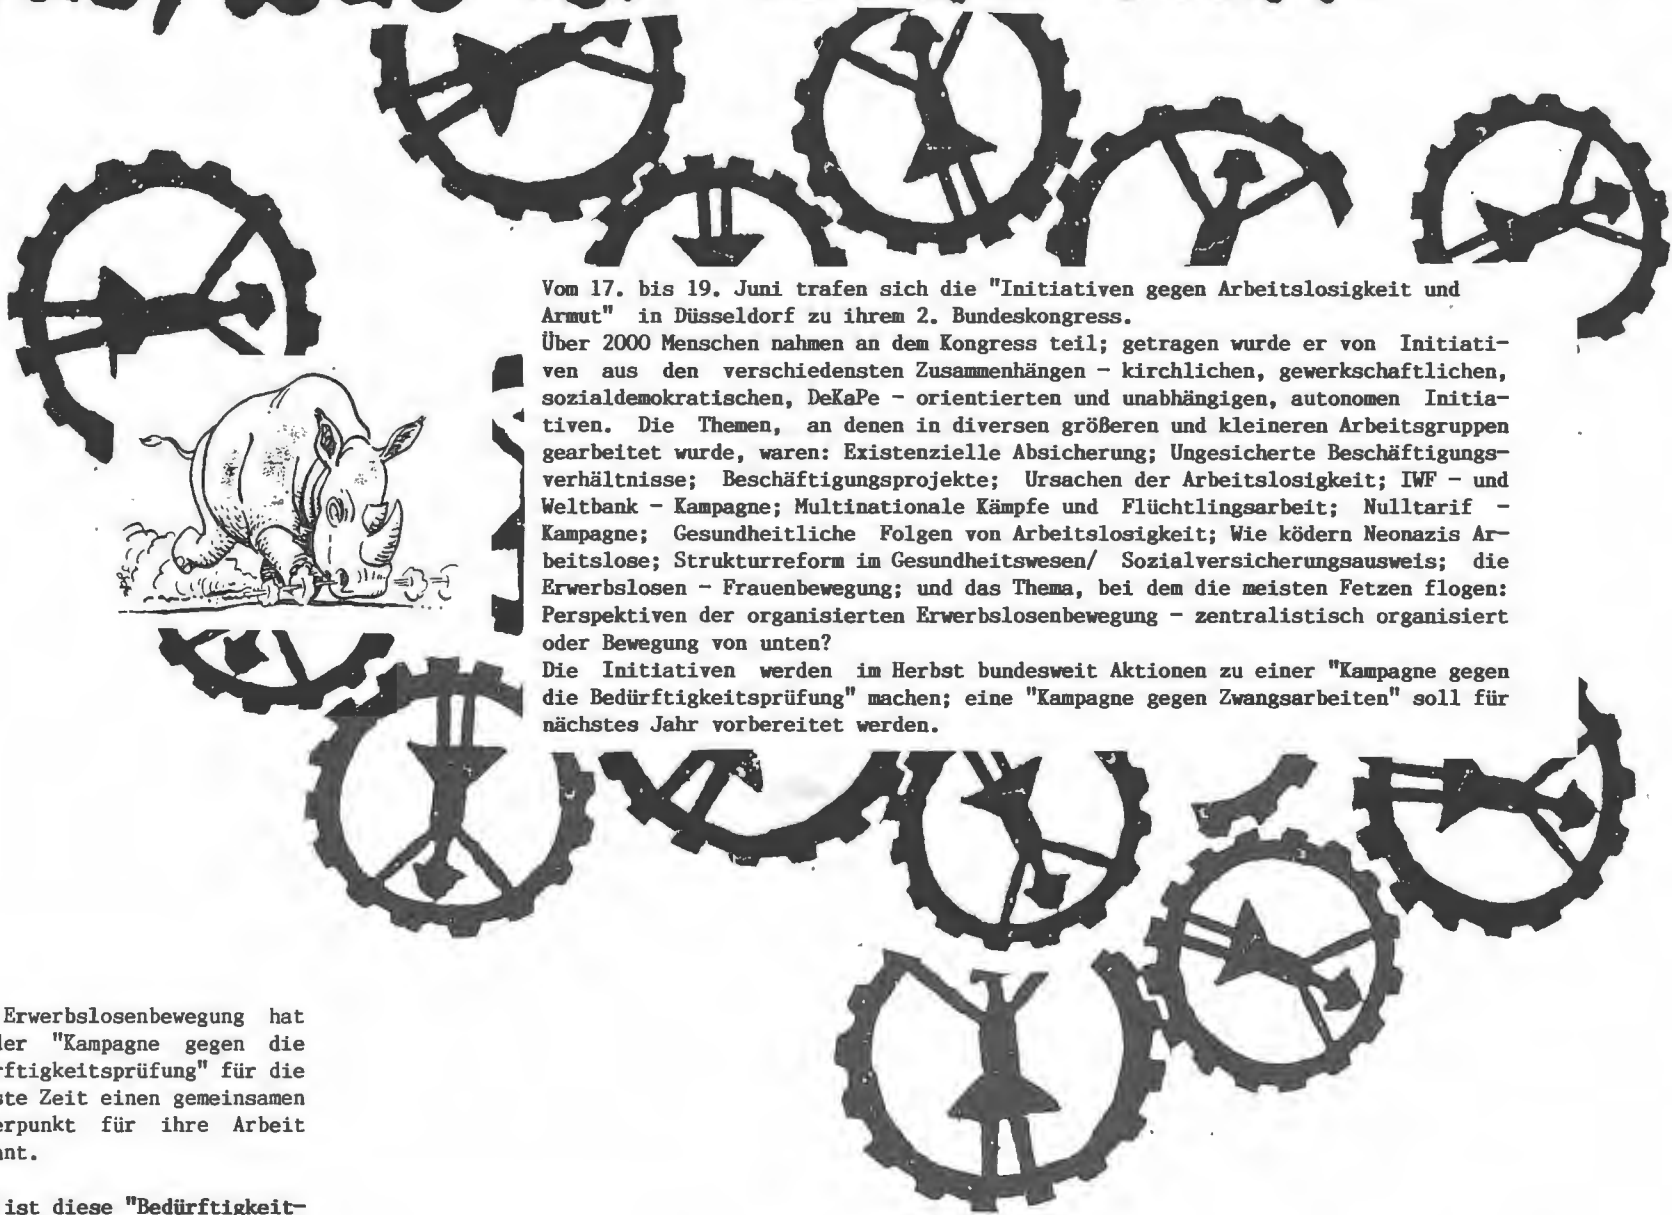 Vom 17. bis 19. Juni trafen sich die "Initiativen gegen Arbeitslosigkeit und
Armut" in Düsseldorf zu ihrem 2. Bundeskongress.
Über 2000 Menschen nahmen an dem Kongress teil; getragen wurde er von Initiati-
ven aus den verschiedensten Zusammenhängen - kirchlichen, gewerkschaftlichen,
sozialdemokratischen, DeKaPe - orientierten und unabhängigen, autonomen Initia-
tiven. Die Themen, an denen in diversen größeren und kleineren Arbeitsgruppen
gearbeitet wurde, waren: Existenzielle Absicherung; Ungesicherte Beschäftigungs-
verhältnisse; Beschäftigungsprojekte; Ursachen der Arbeitslosigkeit; IWF - und
Weltbank - Kampagne; Multinationale Kämpfe und Flüchtlingsarbeit; Nulltarif -
Kampagne; Gesundheitliche Folgen von Arbeitslosigkeit; Wie ködern Neonazis Ar-
beitslose; Strukturreform im Gesundheitswesen/ Sozialversicherungsausweis; die
Erwerbslosen - Frauenbewegung; und das Thema, bei dem die meisten Fetzen flogen:
Perspektiven der organisierten Erwerbslosenbewegung - zentralistisch organisiert
oder Bewegung von unten?
Die Initiativen werden im Herbst bundesweit Aktionen zu einer "Kampagne gegen
die Bedürftigkeitsprüfung" machen; eine "Kampagne gegen Zwangsarbeiten" soll für
nächstes Jahr vorbereitet werden.
Erwerbslosenbewegung hat
der "Kampagne gegen die
rftigkeitsprüfung" für die
ste Zeit einen gemeinsamen
erpunkt für ihre Arbeit
nnt.
ist diese "Bedürftigkeit-